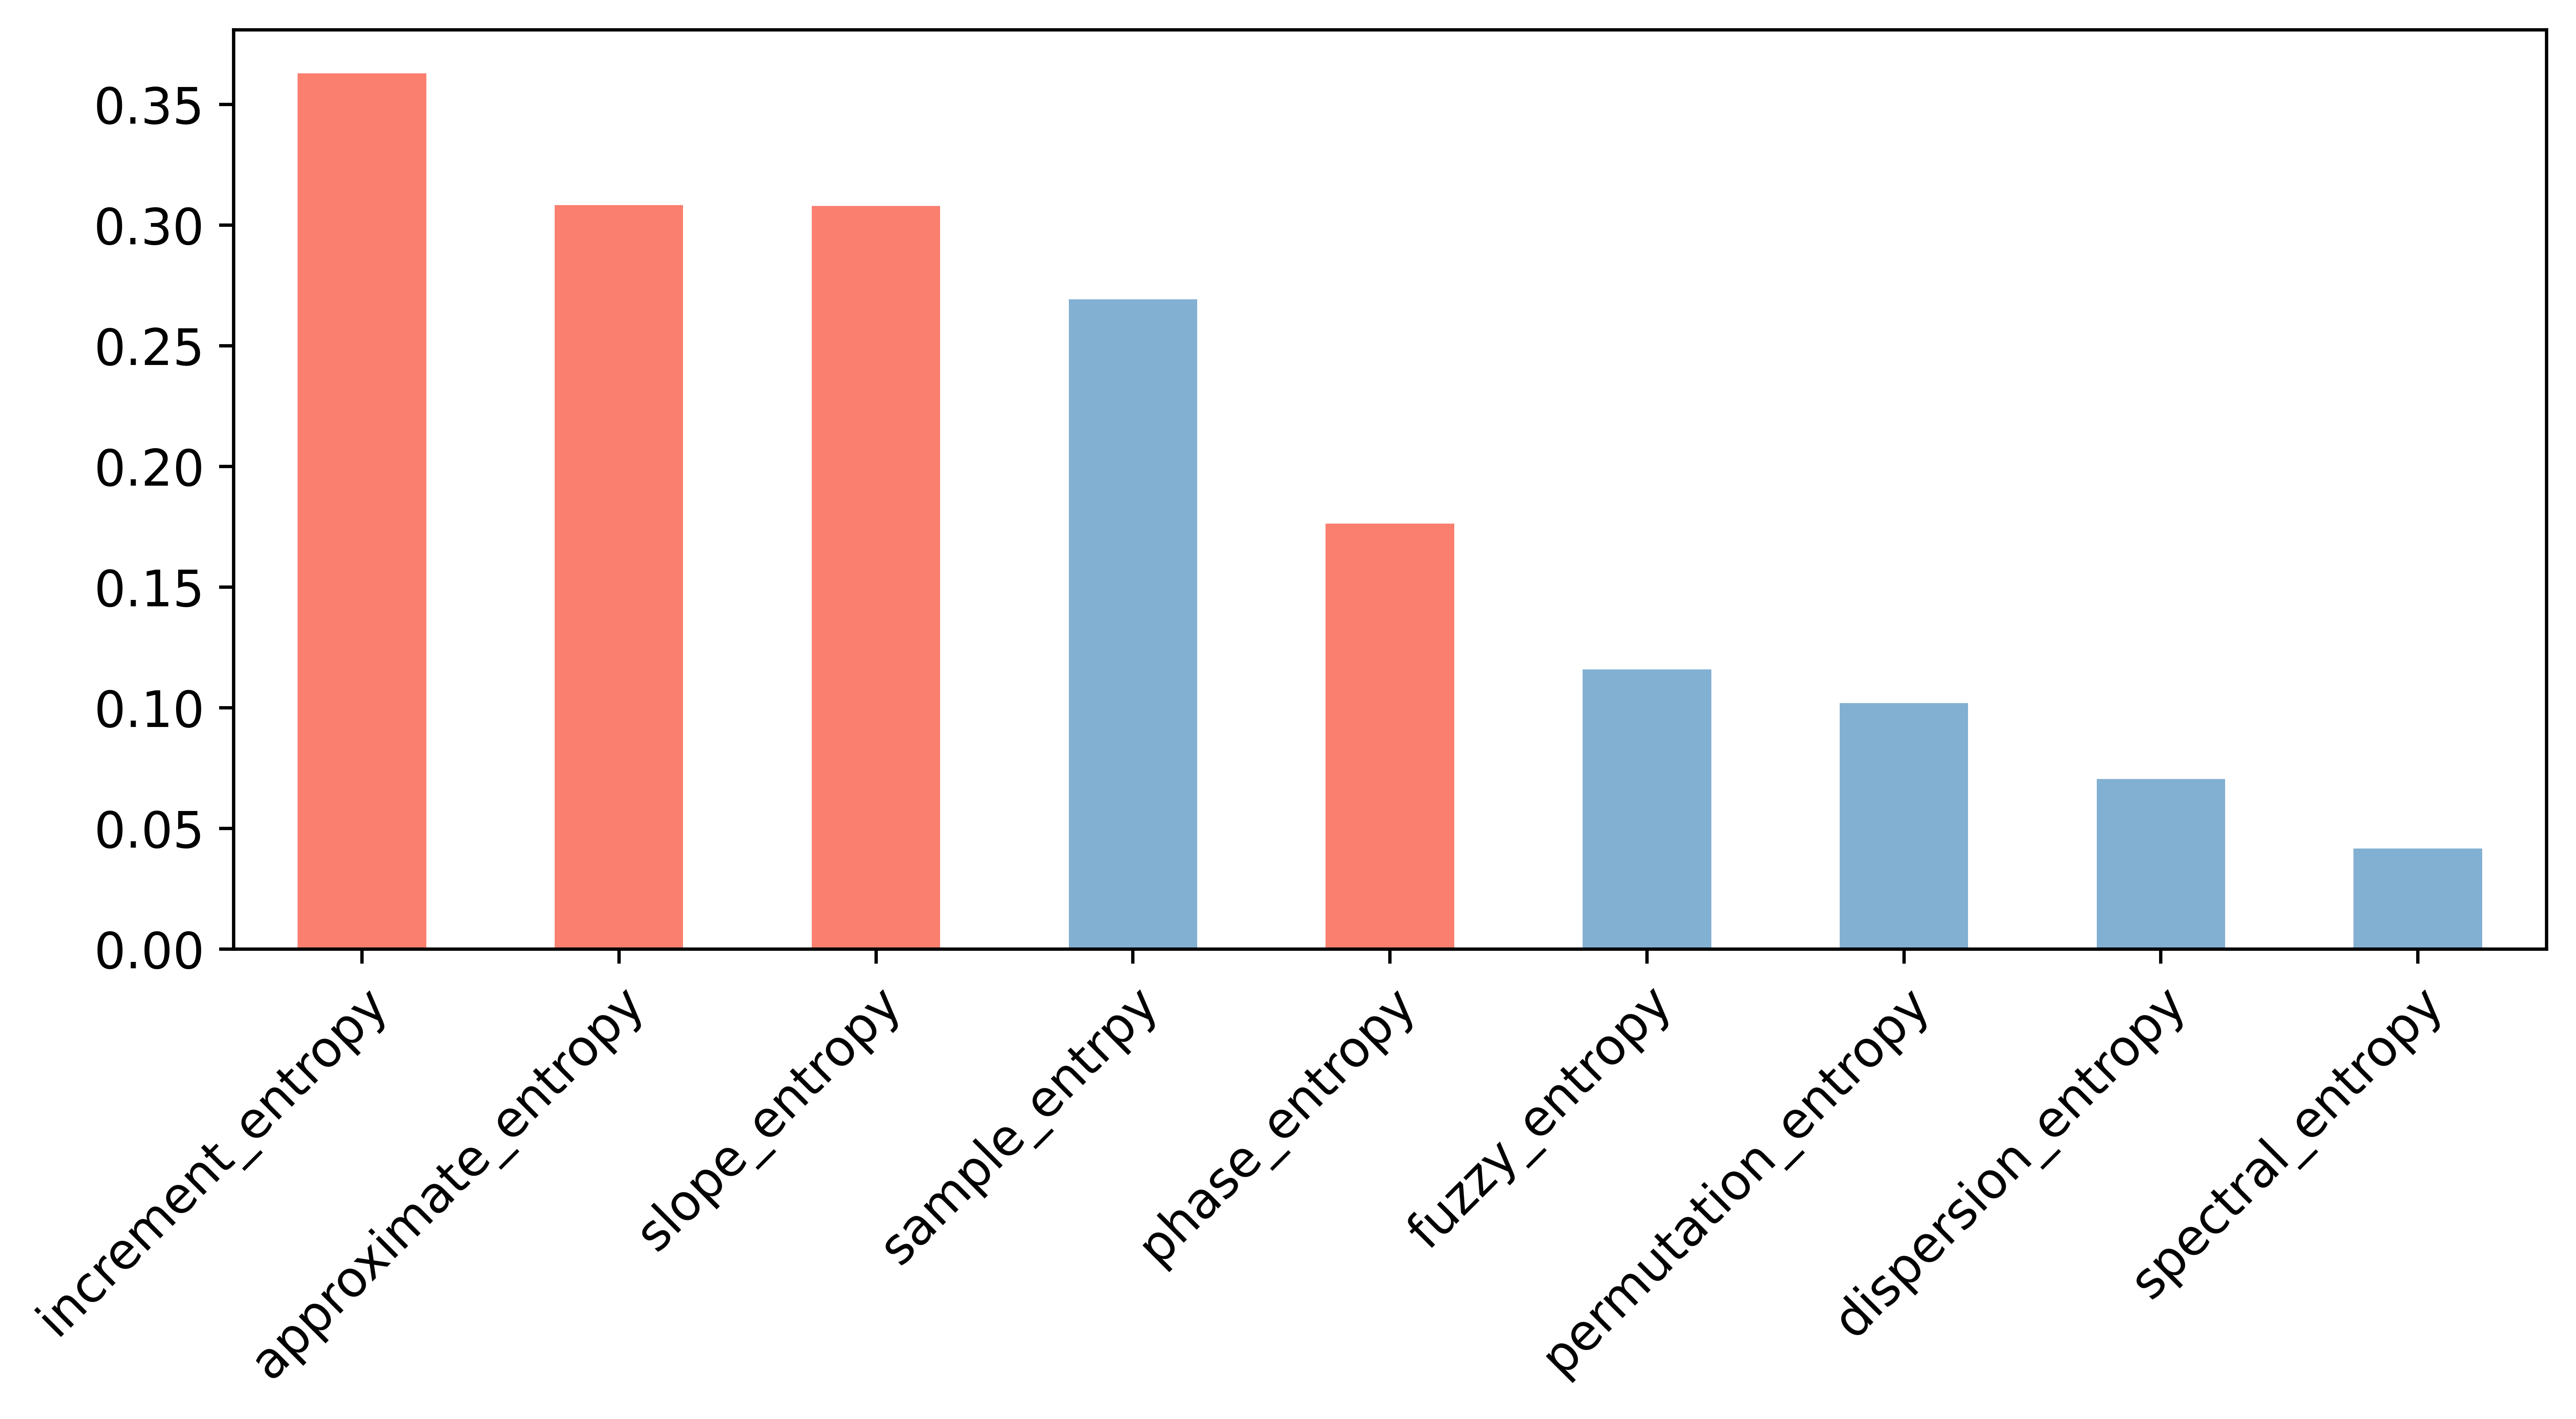 0.35
0.30
0.25
0.20
0.15
0.10
0.05
0.00
increment_entropy
approximate_entropy
slope_entropy
sample_entrpy
phase_entropy
fuzzy_entropy
permutation_entropy
dispersion_entropy
spectral_entropy